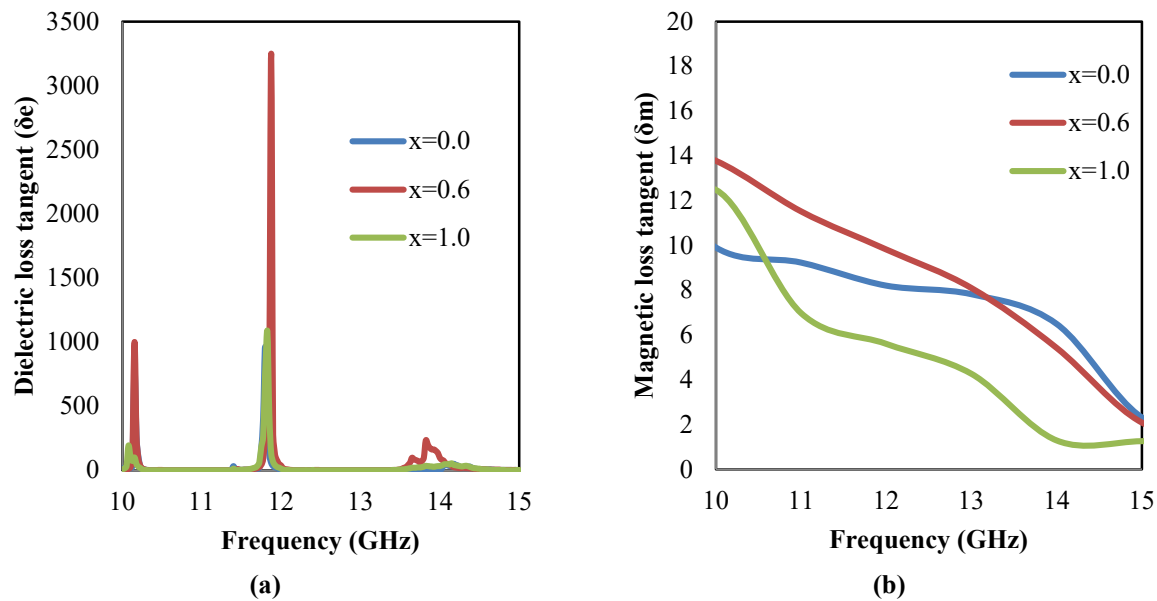 3500
3000
2500
2000
1500
1000
500
0
Dielectric loss tangent (δe)
x=0.0
x=0.6
x=1.0
10 11 12 13 14 15
Frequency (GHz)
(a)
20
18
16
14
12
10
8
6
4
2
0
Magnetic loss tangent (δm)
x=0.0
x=0.6
x=1.0
10 11 12 13 14 15
Frequency (GHz)
(b)